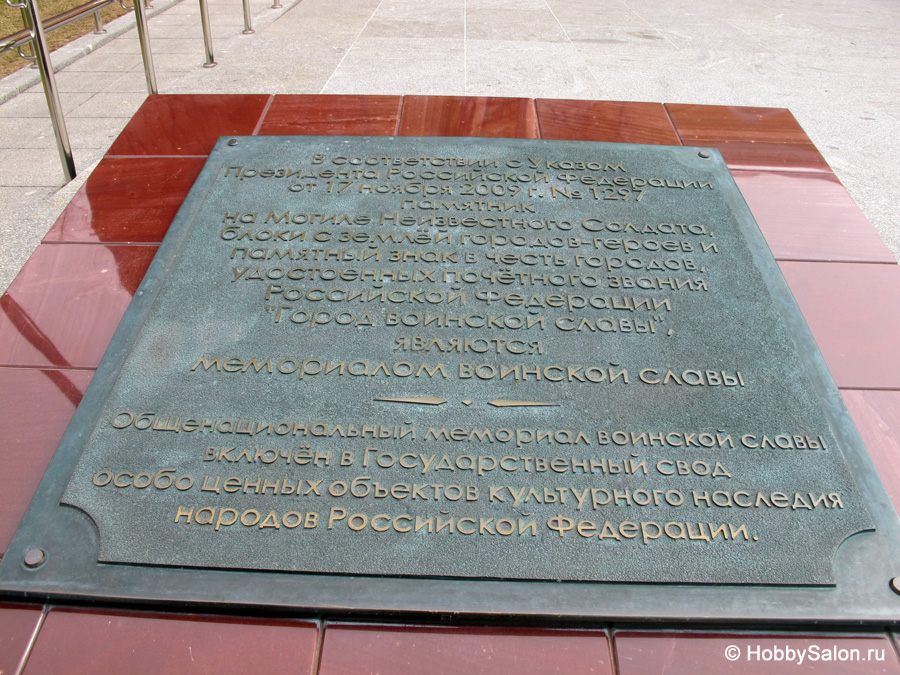 В соответствии с Указом
Президента Российской Федерации
от 17 ноября 2009 г. № 1297
памятник
на Могиле Неизвестного Солдата,
блоки с землёй городов-героев и
памятный знак в честь городов,
удостоенных почётного звания
Российской Федерации
"Город воинской славы",
являются
мемориалом воинской славы
Общенациональный мемориал воинской славы
включён в Государственный свод
особо ценных объектов культурного наследия
народов Российской Федерации.
© HobbySalon.ru